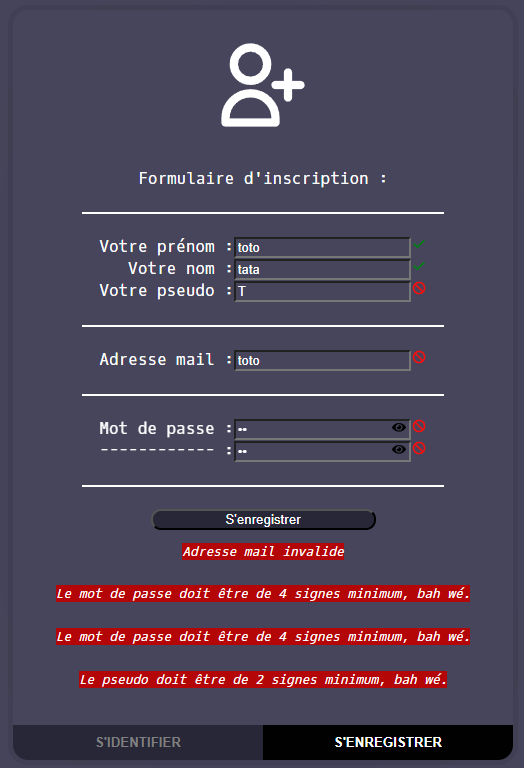 Formulaire d'inscription :
Votre prénom : toto
Votre nom : tata
Votre pseudo : T
Adresse mail : toto
Mot de passe : ••
------------ : ••
S'enregistrer
Adresse mail invalide
Le mot de passe doit être de 4 signes minimum, bah wé.
Le mot de passe doit être de 4 signes minimum, bah wé.
Le pseudo doit être de 2 signes minimum, bah wé.
S'IDENTIFIER S'ENREGISTRER